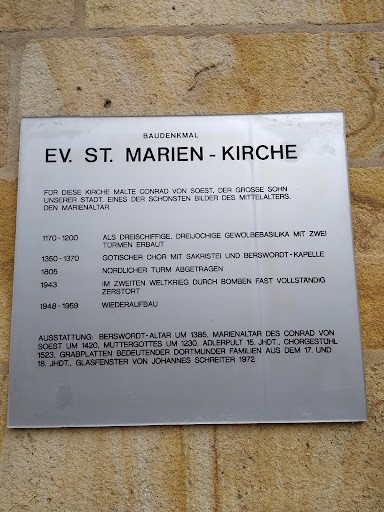 BAUDENKMAL
EV. ST. MARIEN - KIRCHE
FÜR DIESE KIRCHE MALTE CONRAD VON SOEST, DER GROSSE SOHN
UNSERER STADT, EINES DER SCHÖNSTEN BILDER DES MITTELALTERS,
DEN MARIENALTAR.
1170-1200 ALS DREISCHIFFIGE, DREIJOCHIGE GEWÖLBEBASILIKA MIT ZWEI
TÜRMEN ERBAUT
1350-1370 GOTISCHER CHOR MIT SAKRISTEI UND BERSWORDT-KAPELLE
1805 NÖRDLICHER TURM ABGETRAGEN
1943 IM ZWEITEN WELTKRIEG DURCH BOMBEN FAST VOLLSTÄNDIG
ZERSTÖRT
1948-1959 WIEDERAUFBAU
AUSSTATTUNG: BERSWORDT-ALTAR UM 1385, MARIENALTAR DES CONRAD VON
SOEST UM 1420, MUTTERGOTTES UM 1230, ADLERPULT 15. JHDT., CHORGESTÜHL
1523, GRABPLATTEN BEDEUTENDER DORTMUNDER FAMILIEN AUS DEM 17. UND
18. JHDT., GLASFENSTER VON JOHANNES SCHREITER 1972